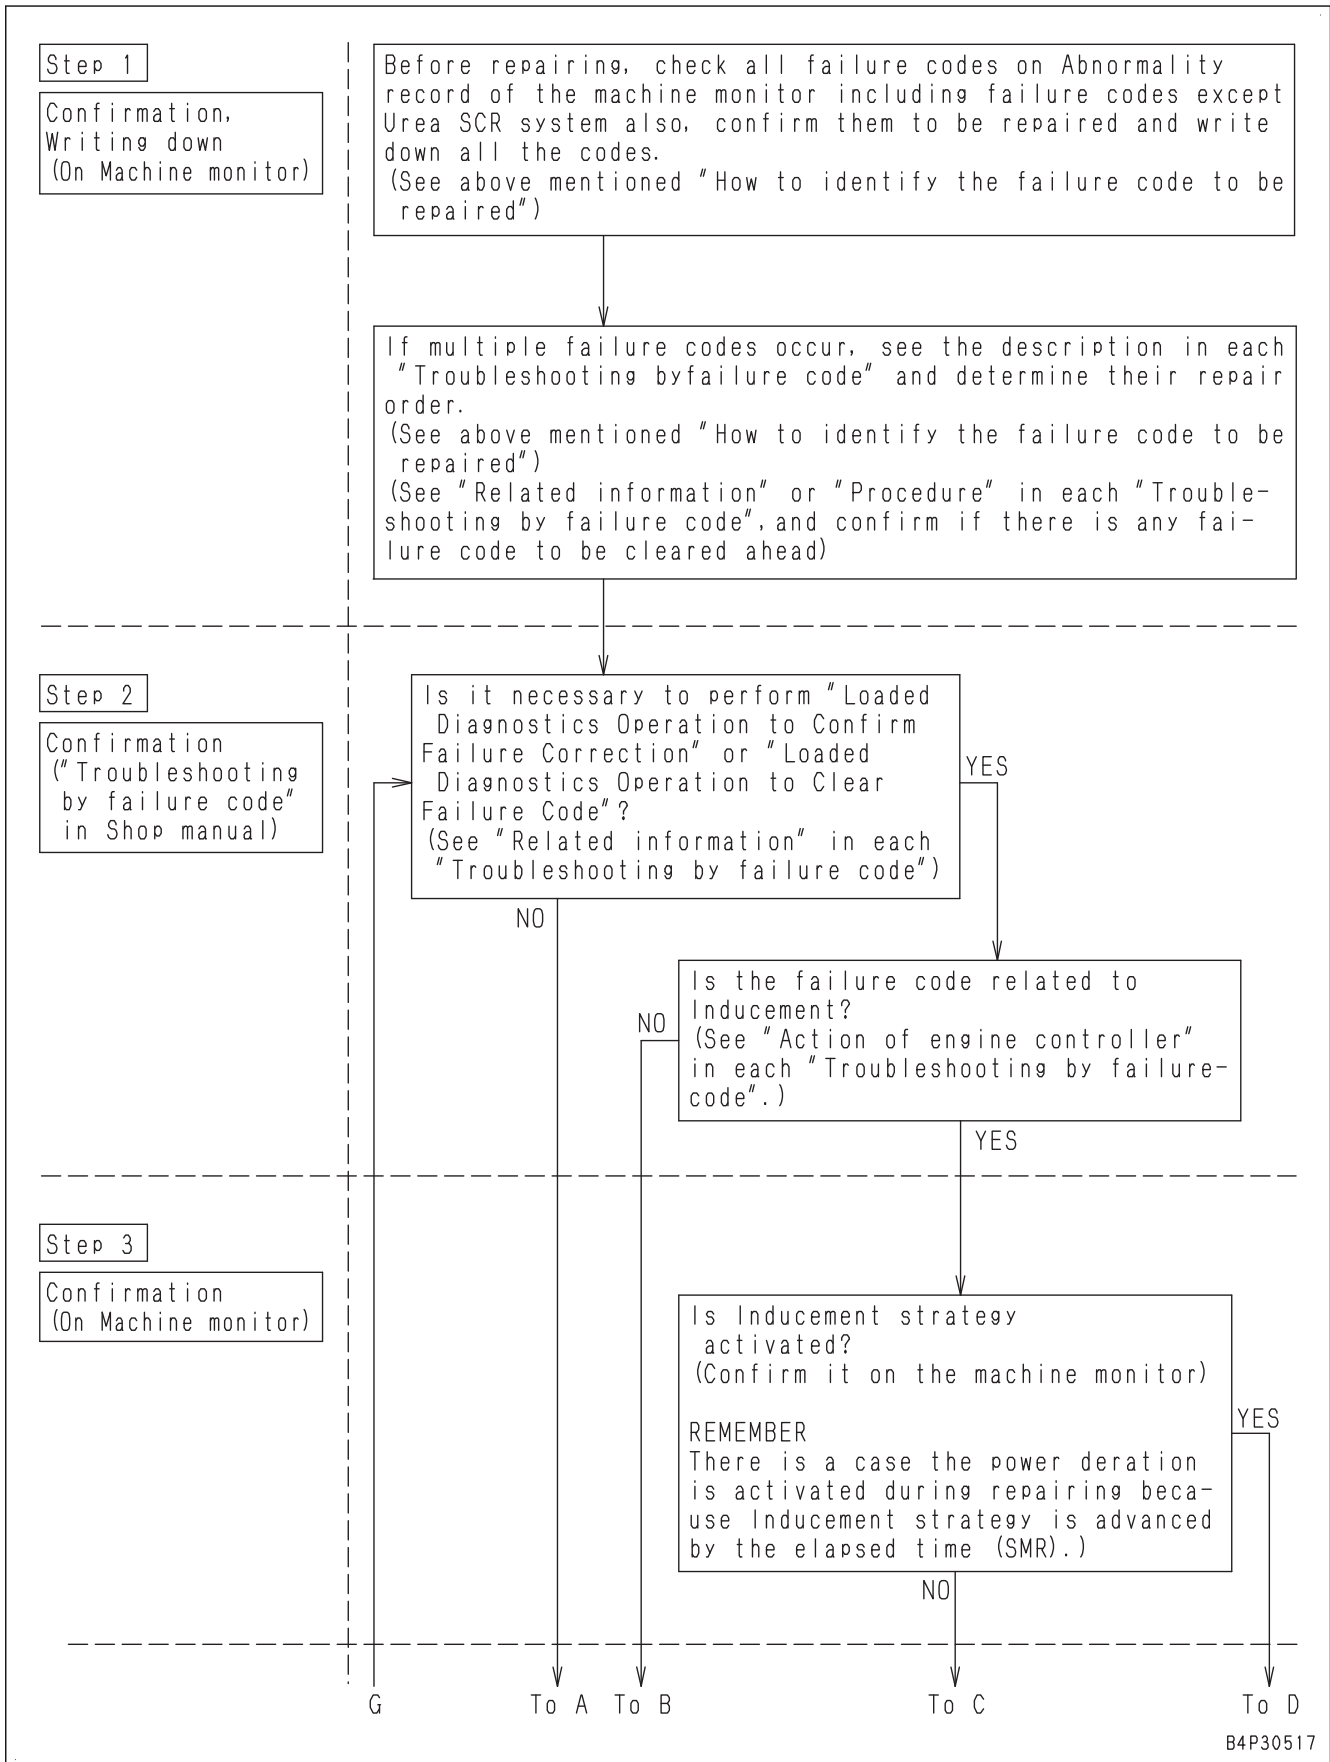 Step 1
Confirmation,
Writing down
(On Machine monitor)
Before repairing, check all failure codes on Abnormality
record of the machine monitor including failure codes except
Urea SCR system also, confirm them to be repaired and write
down all the codes.
(See above mentioned "How to identify the failure code to be
repaired")
If multiple failure codes occur, see the description in each
"Troubleshooting byfailure code" and determine their repair
order.
(See above mentioned "How to identify the failure code to be
repaired")
(See "Related information" or "Procedure" in each "Trouble-
shooting by failure code", and confirm if there is any fai-
lure code to be cleared ahead)
Step 2
Confirmation
("Troubleshooting
by failure code"
in Shop manual)
Is it necessary to perform "Loaded
Diagnostics Operation to Confirm
Failure Correction" or "Loaded
Diagnostics Operation to Clear
Failure Code"?
(See "Related information" in each
"Troubleshooting by failure code")
YES
NO
Is the failure code related to
Inducement?
(See "Action of engine controller"
in each "Troubleshooting by failure-
code".)
NO
YES
Step 3
Confirmation
(On Machine monitor)
Is Inducement strategy
activated?
(Confirm it on the machine monitor)
REMEMBER
There is a case the power deration
is activated during repairing beca-
use Inducement strategy is advanced
by the elapsed time (SMR).)
YES
NO
G
To A
To B
To C
To D
B4P30517